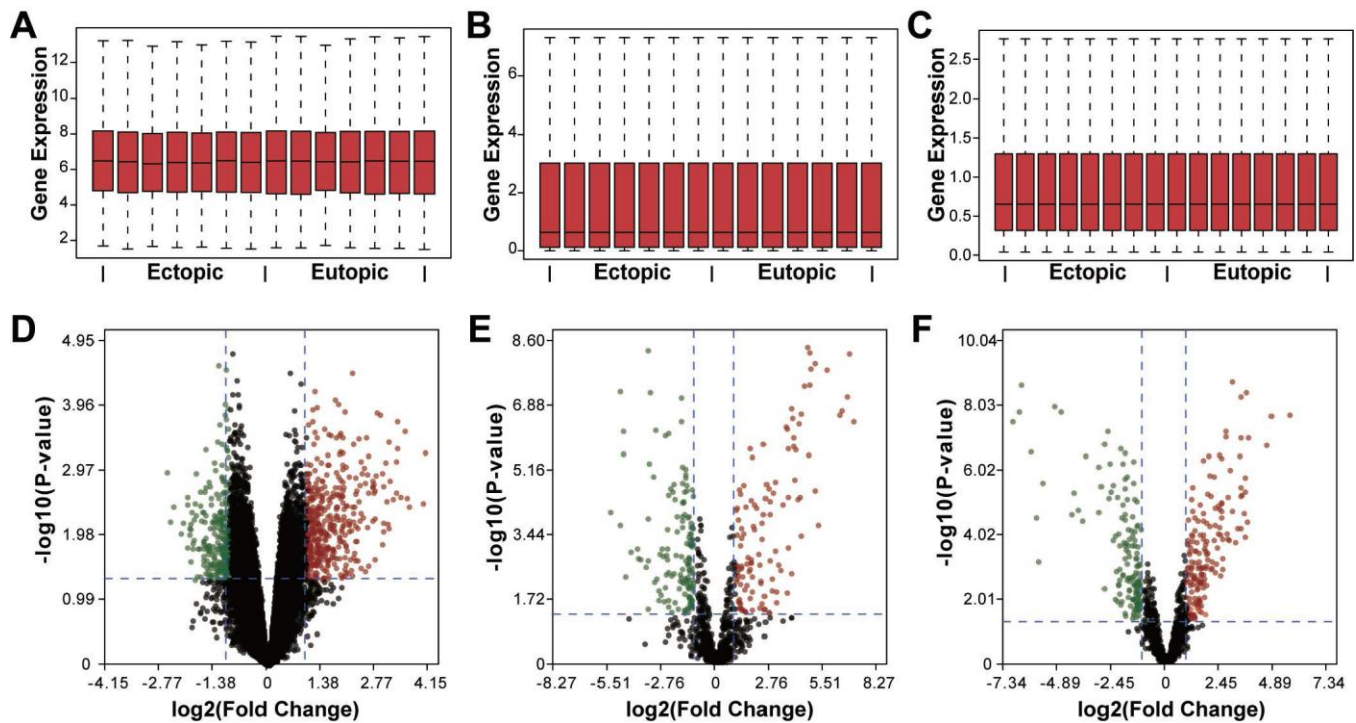 A
Gene Expression
12
10
8
6
4
2
| Ectopic | Eutopic |
B
Gene Expression
6
4
2
0
| Ectopic | Eutopic |
C
Gene Expression
2.5
2.0
1.5
1.0
0.5
0.0
| Ectopic | Eutopic |
D
-log10(P-value)
4.95
3.96
2.97
1.98
0.99
0
-4.15 -2.77 -1.38 0 1.38 2.77 4.15
log2(Fold Change)
E
-log10(P-value)
8.60
6.88
5.16
3.44
1.72
0
-8.27 -5.51 -2.76 0 2.76 5.51 8.27
log2(Fold Change)
F
-log10(P-value)
10.04
8.03
6.02
4.02
2.01
0
-7.34 -4.89 -2.45 0 2.45 4.89 7.34
log2(Fold Change)